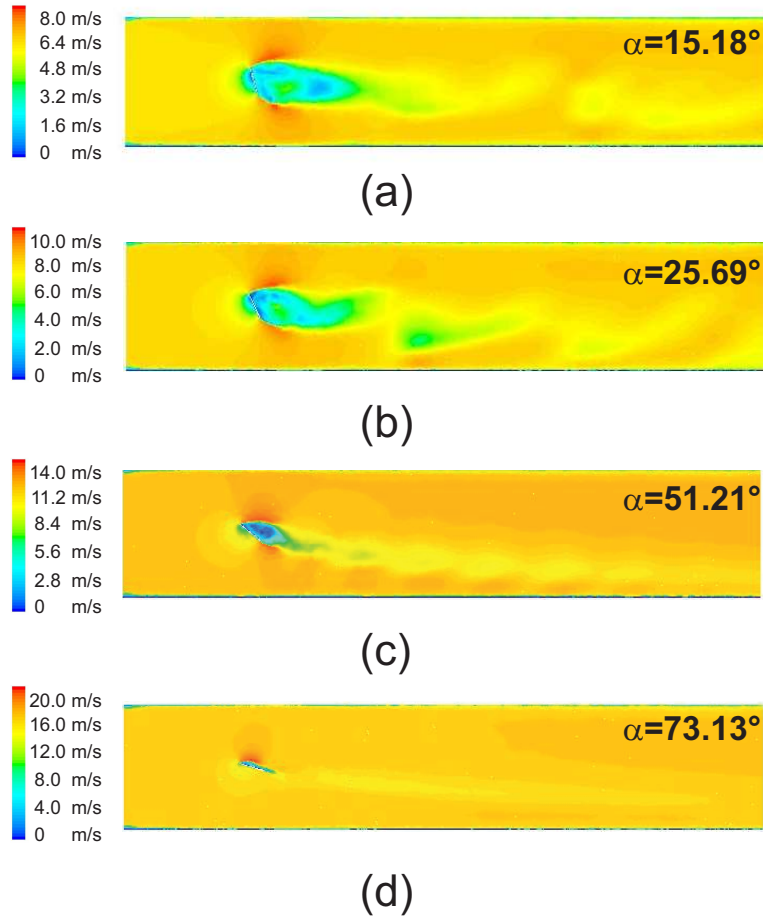 8.0 m/s
6.4 m/s
4.8 m/s
3.2 m/s
1.6 m/s
0 m/s
α=15.18°
(a)
10.0 m/s
8.0 m/s
6.0 m/s
4.0 m/s
2.0 m/s
0 m/s
α=25.69°
(b)
14.0 m/s
11.2 m/s
8.4 m/s
5.6 m/s
2.8 m/s
0 m/s
α=51.21°
(c)
20.0 m/s
16.0 m/s
12.0 m/s
8.0 m/s
4.0 m/s
0 m/s
α=73.13°
(d)